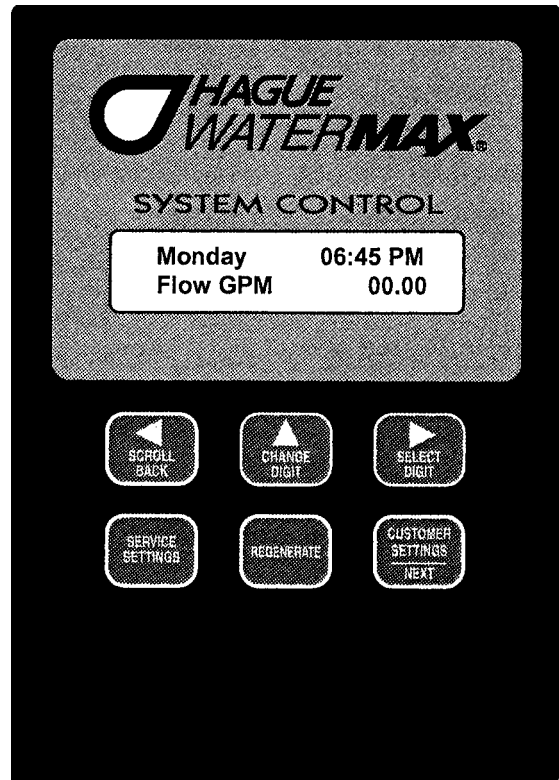 HAGUE
WATERMAX®
SYSTEM CONTROL
Monday 06:45 PM
Flow GPM 00.00
SCROLL BACK
CHANGE DIGIT
SELECT DIGIT
SERVICE SETTINGS
REGENERATE
CUSTOMER SETTINGS
NEXT